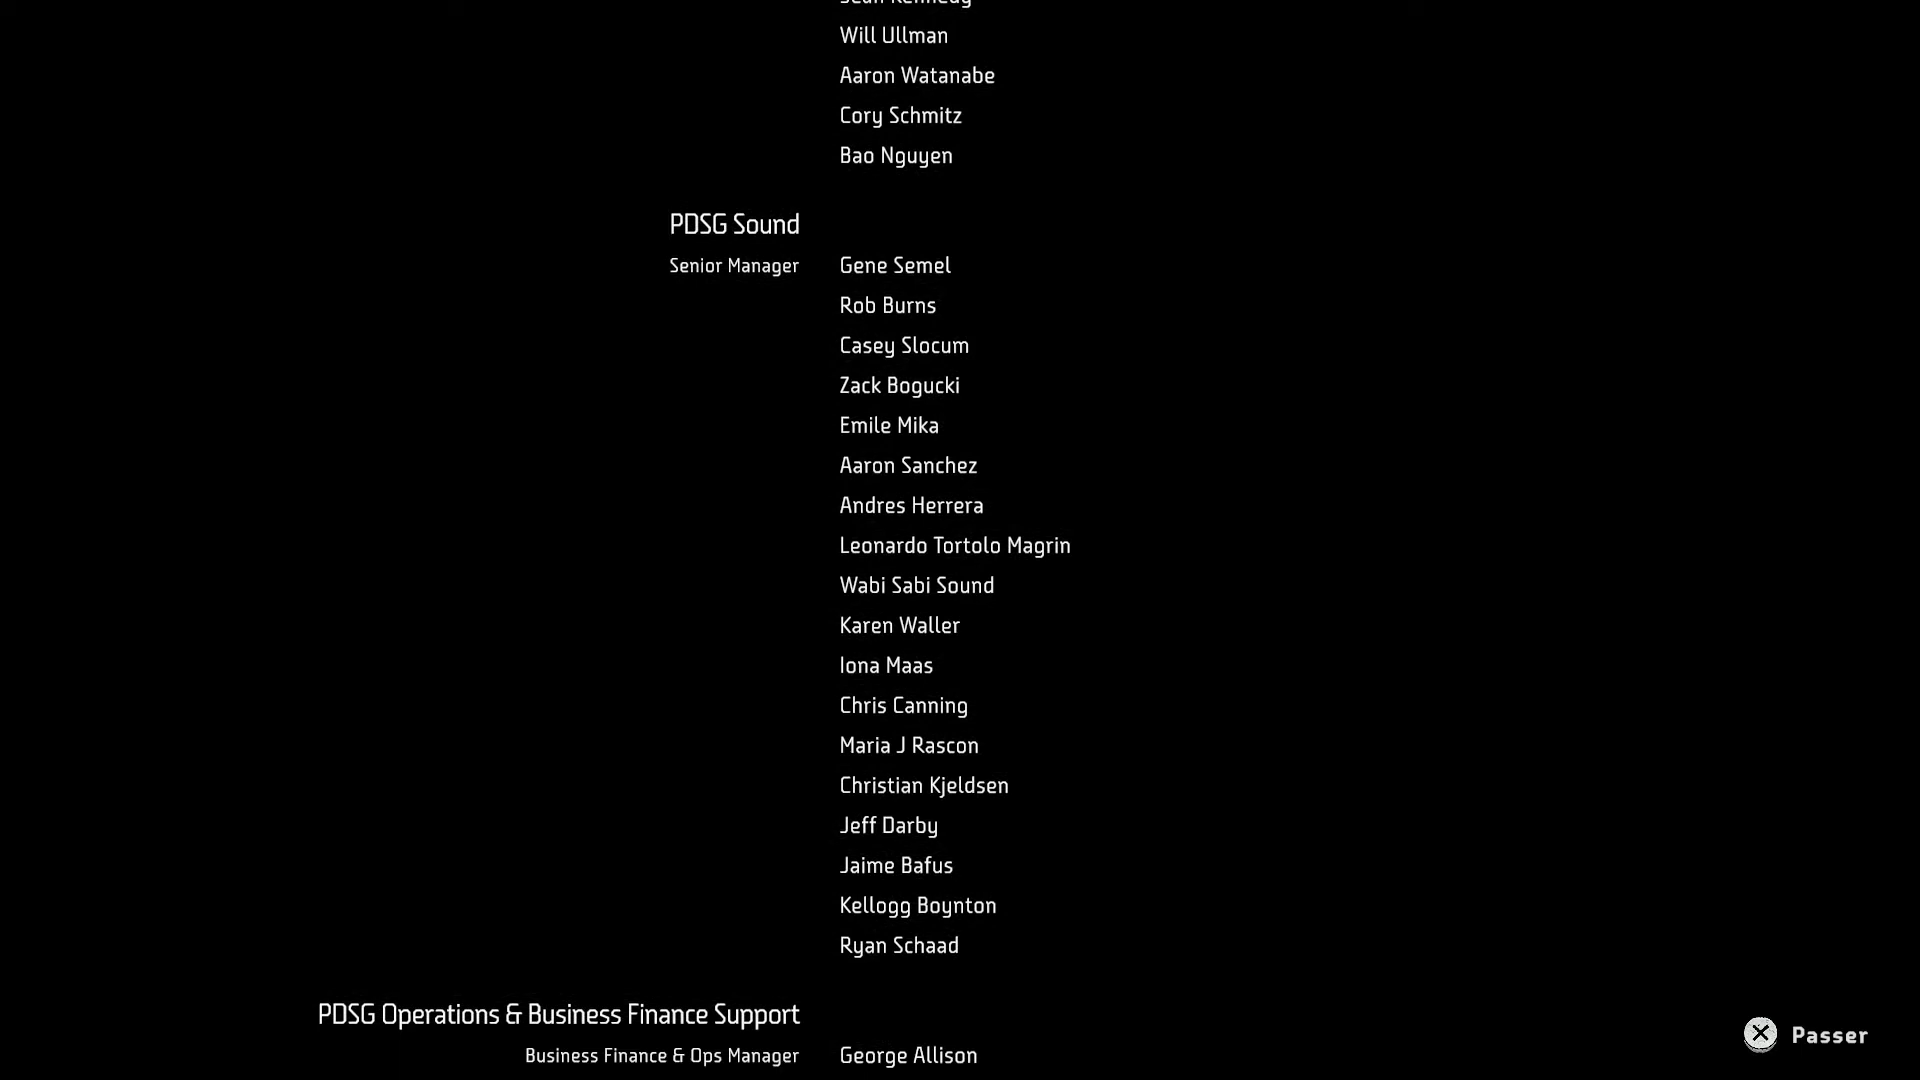 Sean Kennedy
Will Ullman
Aaron Watanabe
Cory Schmitz
Bao Nguyen
PDSG Sound
Senior Manager Gene Semel
Rob Burns
Casey Slocum
Zack Bogucki
Emile Mika
Aaron Sanchez
Andres Herrera
Leonardo Tortolo Magrin
Wabi Sabi Sound
Karen Waller
Iona Maas
Chris Canning
Maria J Rascon
Christian Kjeldsen
Jeff Darby
Jaime Bafus
Kellogg Boynton
Ryan Schaad
PDSG Operations & Business Finance Support
Business Finance & Ops Manager George Allison
Passer